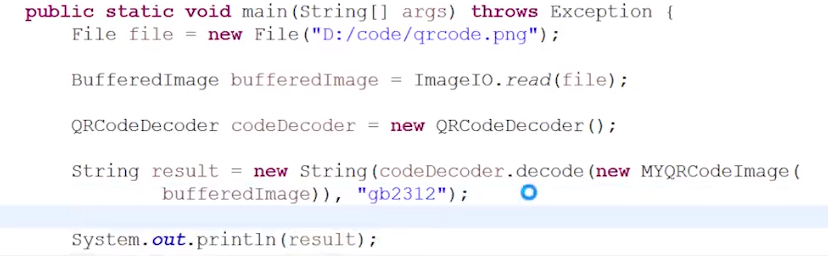 public static void main(String[] args) throws Exception {
File file = new File("D:/code/qrcode.png");
BufferedImage bufferedImage = ImageIO.read(file);
QRCodeDecoder codeDecoder = new QRCodeDecoder();
String result = new String(codeDecoder.decode(new MYQRCodeImage(
bufferedImage)), "gb2312");
System.out.println(result);